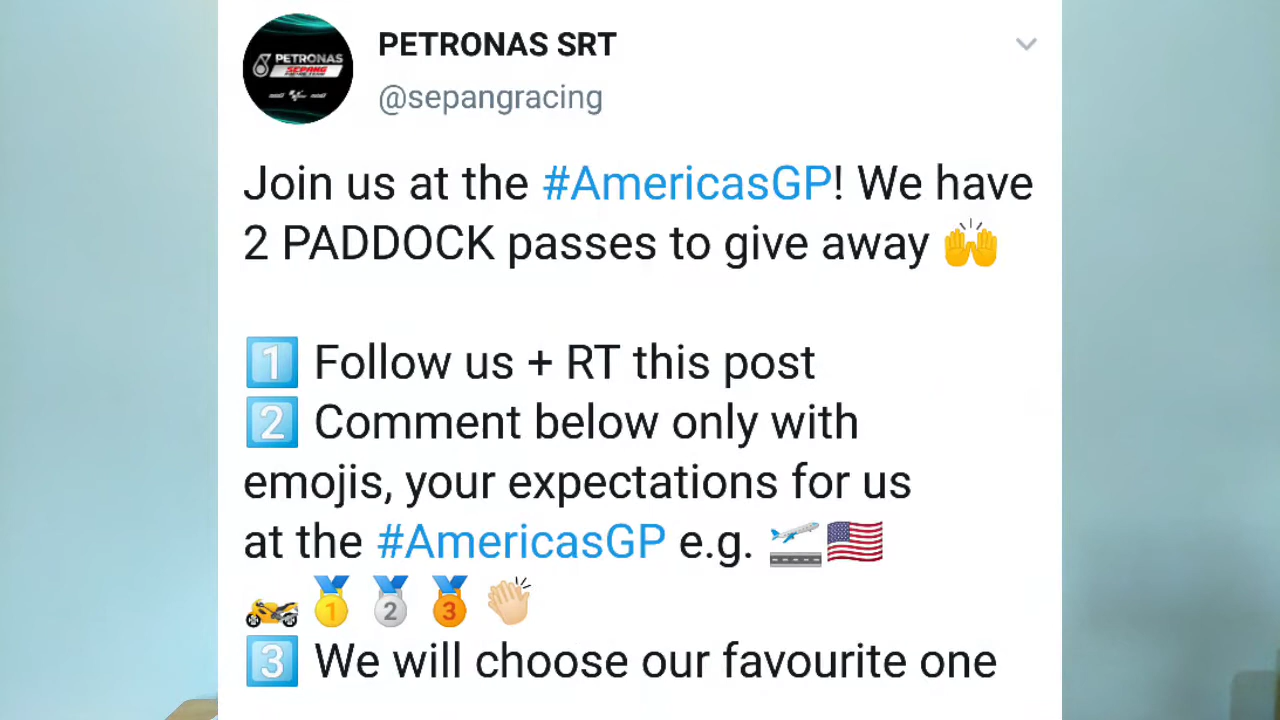 PETRONAS SRT
@sepangracing
PETRONAS
SEPANG
Join us at the #AmericasGP! We have
2 PADDOCK passes to give away 🙌
1️⃣ Follow us + RT this post
2️⃣ Comment below only with
emojis, your expectations for us
at the #AmericasGP e.g. 🛫🇺🇸
🏍️🥇🥈🥉👏🏻
3️⃣ We will choose our favourite one